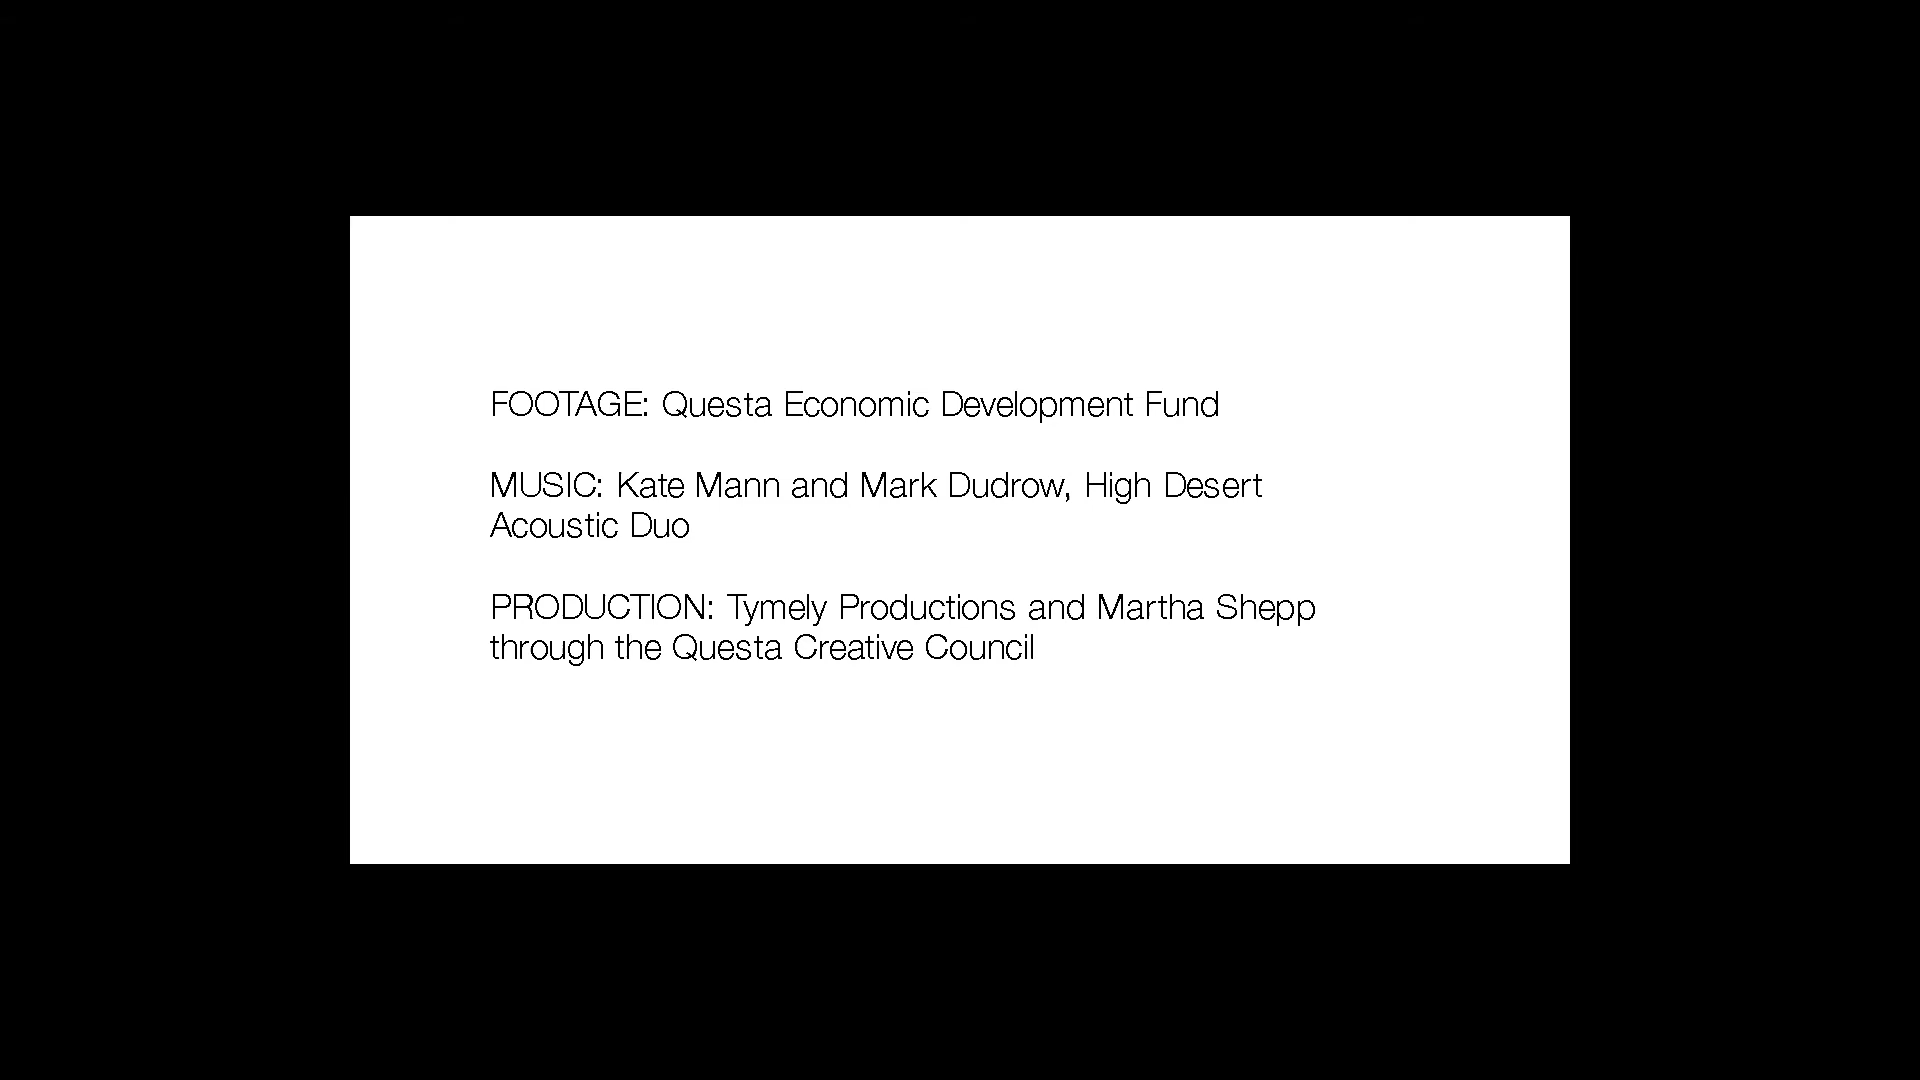 FOOTAGE: Questa Economic Development Fund
MUSIC: Kate Mann and Mark Dudrow, High Desert
Acoustic Duo
PRODUCTION: Tymely Productions and Martha Shepp
through the Questa Creative Council